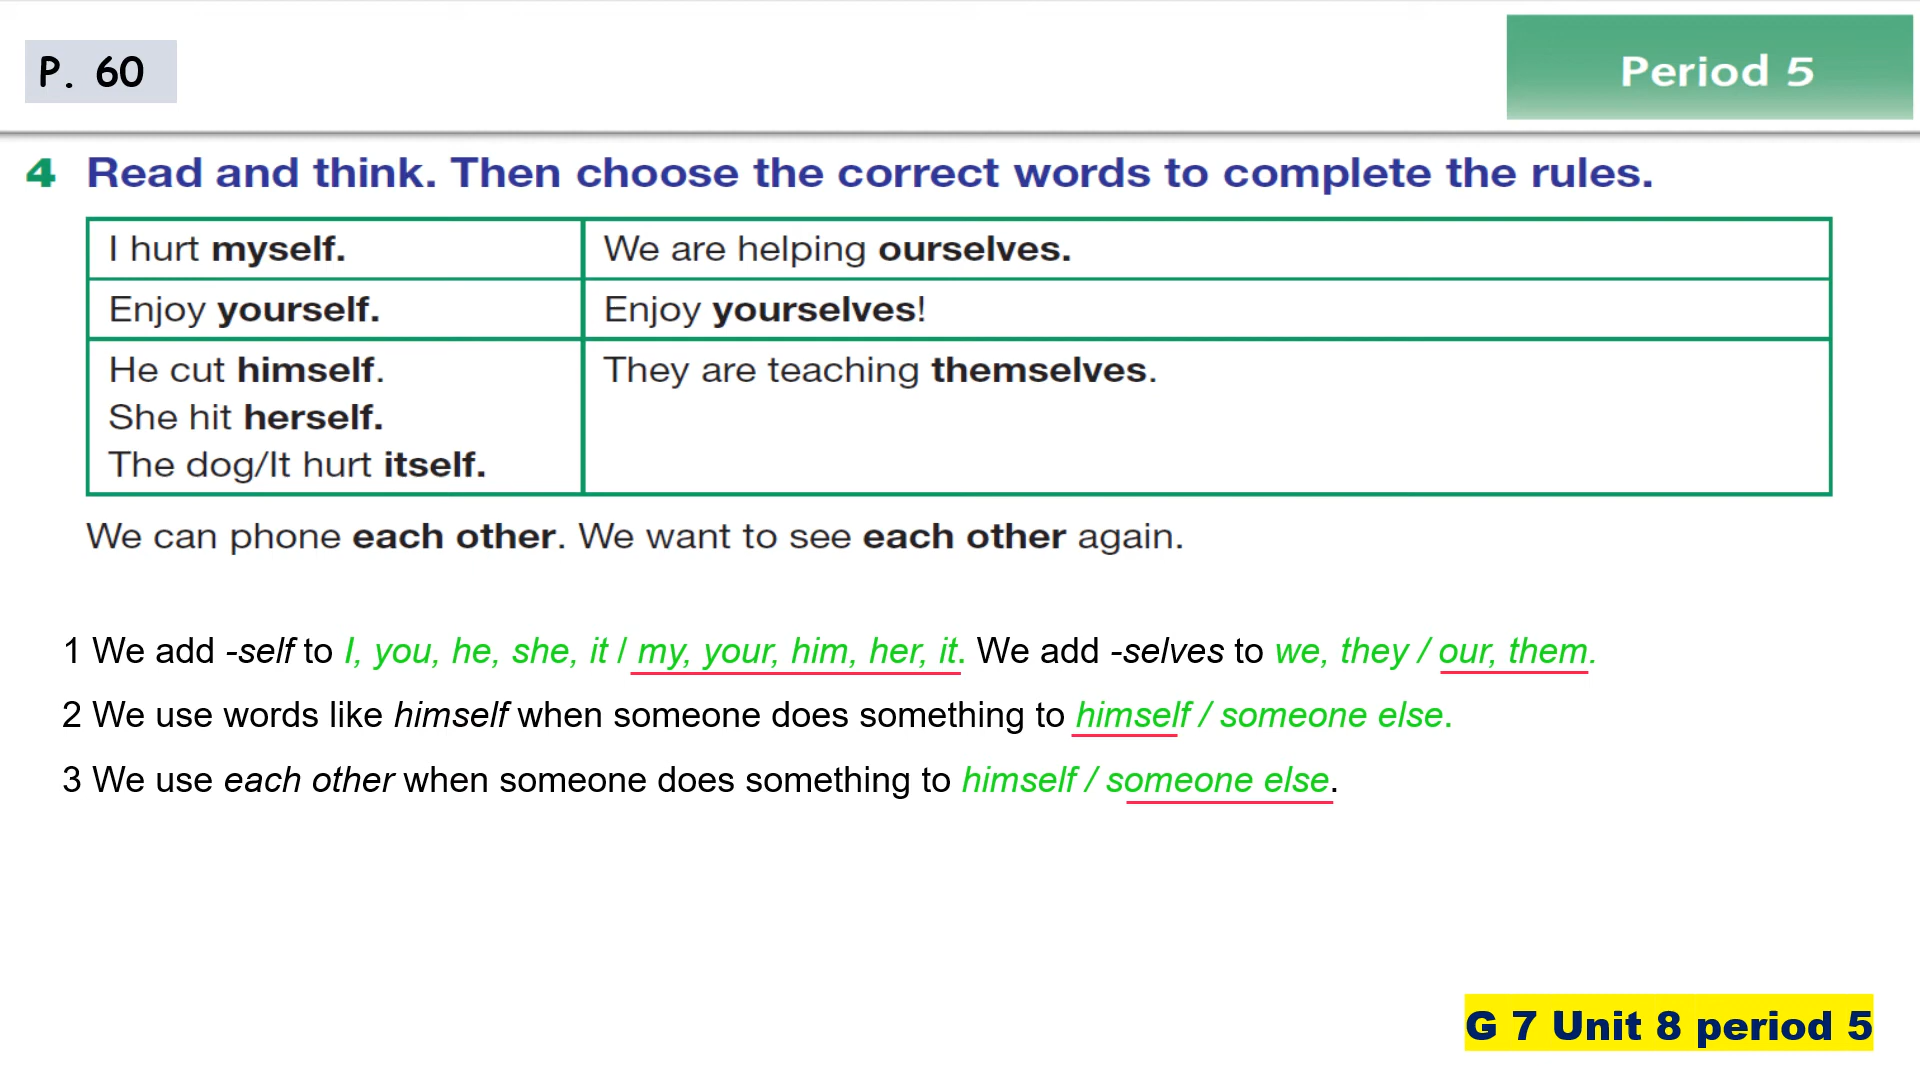 P. 60
Period 5
4 Read and think. Then choose the correct words to complete the rules.
I hurt myself. We are helping ourselves.
Enjoy yourself. Enjoy yourselves!
He cut himself. They are teaching themselves.
She hit herself.
The dog/It hurt itself.
We can phone each other. We want to see each other again.
1 We add -self to I, you, he, she, it / my, your, him, her, it. We add -selves to we, they / our, them.
2 We use words like himself when someone does something to himself / someone else.
3 We use each other when someone does something to himself / someone else.
G 7 Unit 8 period 5